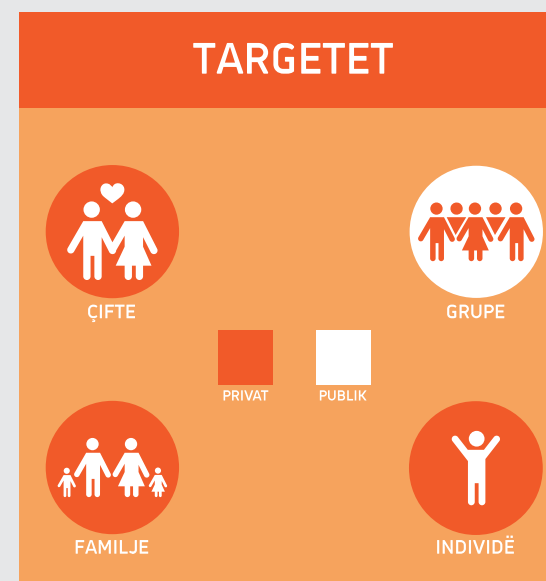 TARGETET
ÇIFTE
GRUPE
PRIVAT
PUBLIK
FAMILJE
INDIVIDË